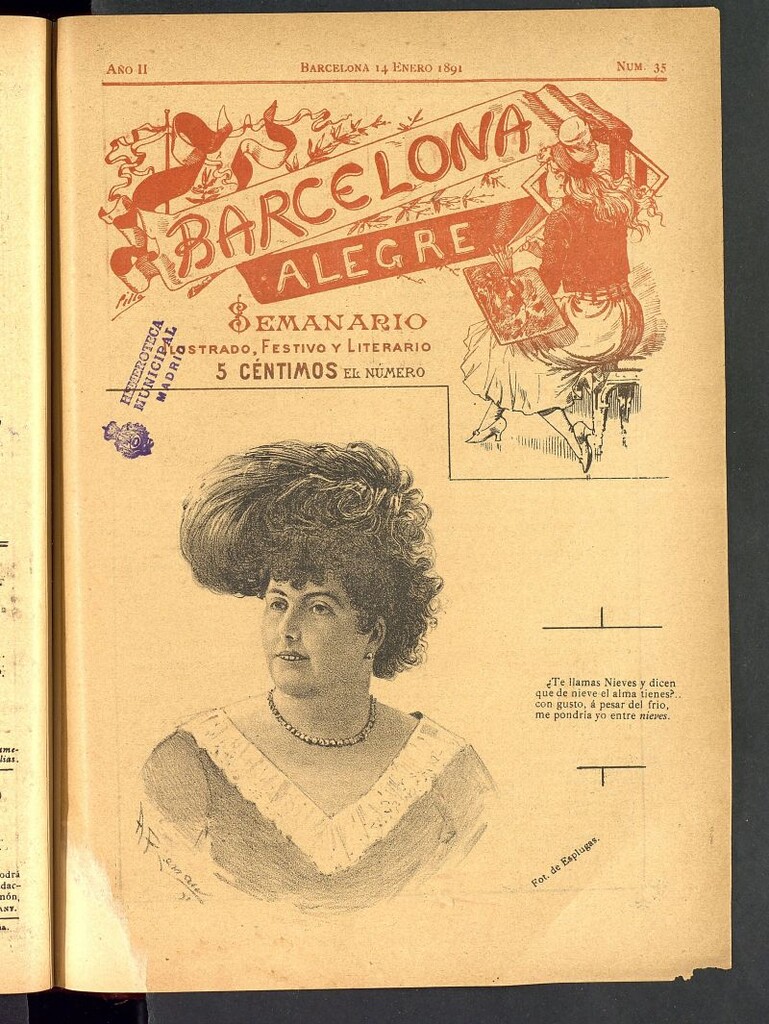 AÑO II
BARCELONA 14 ENERO 1891
NUM. 35
BARCELONA
ALEGRE
SEMANARIO
ILUSTRADO, FESTIVO Y LITERARIO
5 CÉNTIMOS EL NÚMERO
HEMEROTECA
MUNICIPAL
MADRID
¿Te llamas Nieves y dicen
que de nieve el alma tienes?..
con gusto, á pesar del frio,
me pondría yo entre nieves.
Fot. de Esplugas.